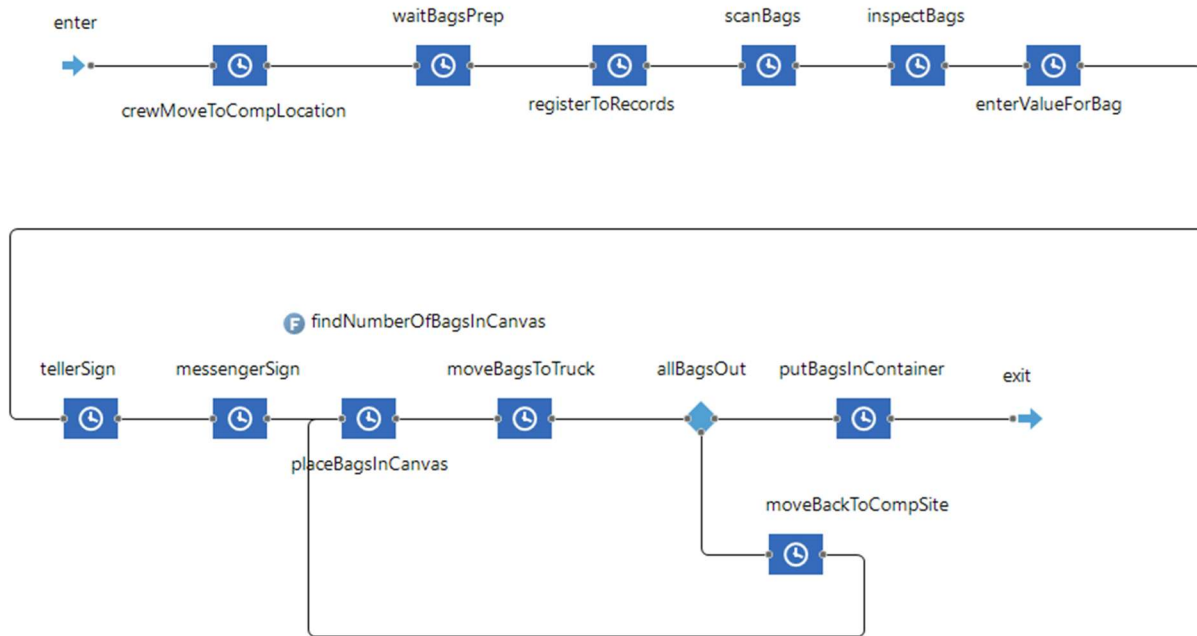 enter
waitBagsPrep
scanBags
inspectBags
crewMoveToCompLocation
registerToRecords
enterValueForBag
F findNumberOfBagsInCanvas
tellerSign
messengerSign
moveBagsToTruck
allBagsOut
putBagsInContainer
exit
placeBagsInCanvas
moveBackToCompSite